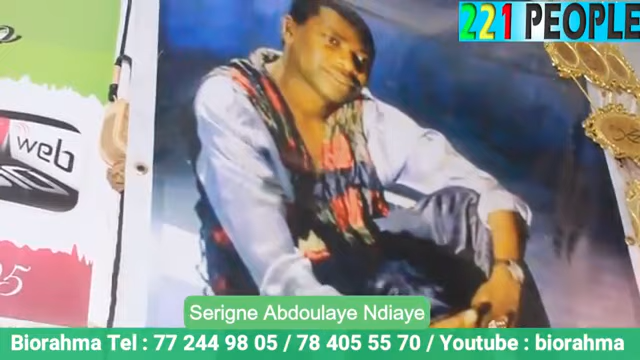 221 PEOPLE
web
Serigne Abdoulaye Ndiaye
Biorahma Tel : 77 244 98 05 / 78 405 55 70 / Youtube : biorahma